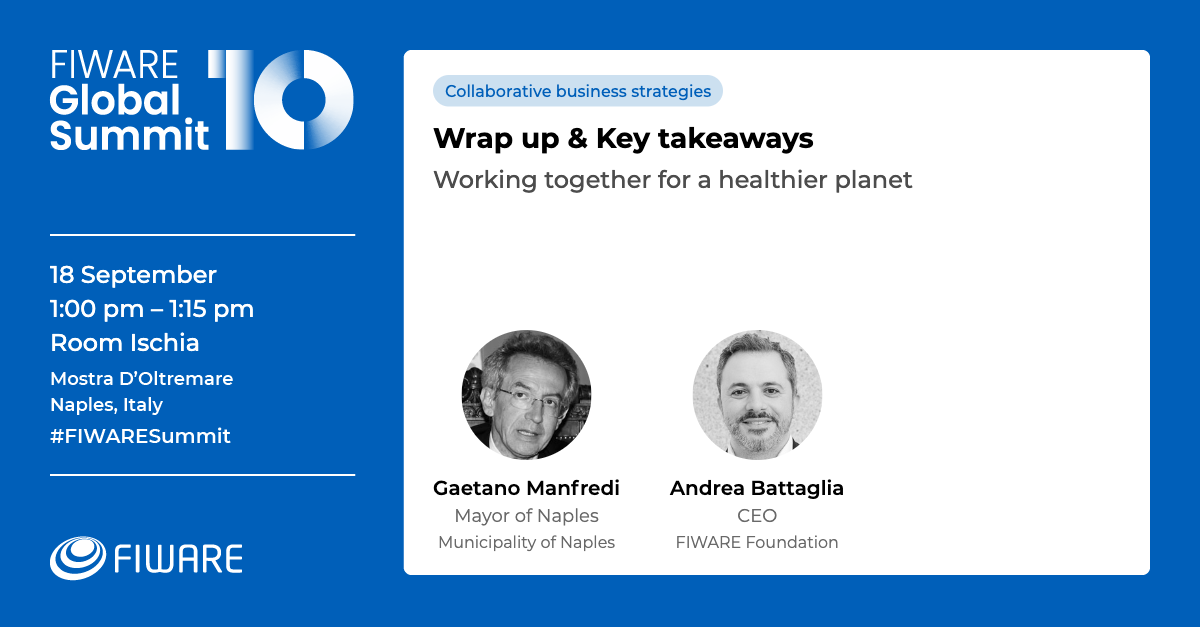 FIWARE
Global
Summit
10
18 September
1:00 pm – 1:15 pm
Room Ischia
Mostra D’Oltremare
Naples, Italy
#FIWARESummit
FIWARE
Collaborative business strategies
Wrap up & Key takeaways
Working together for a healthier planet
Gaetano Manfredi
Mayor of Naples
Municipality of Naples
Andrea Battaglia
CEO
FIWARE Foundation